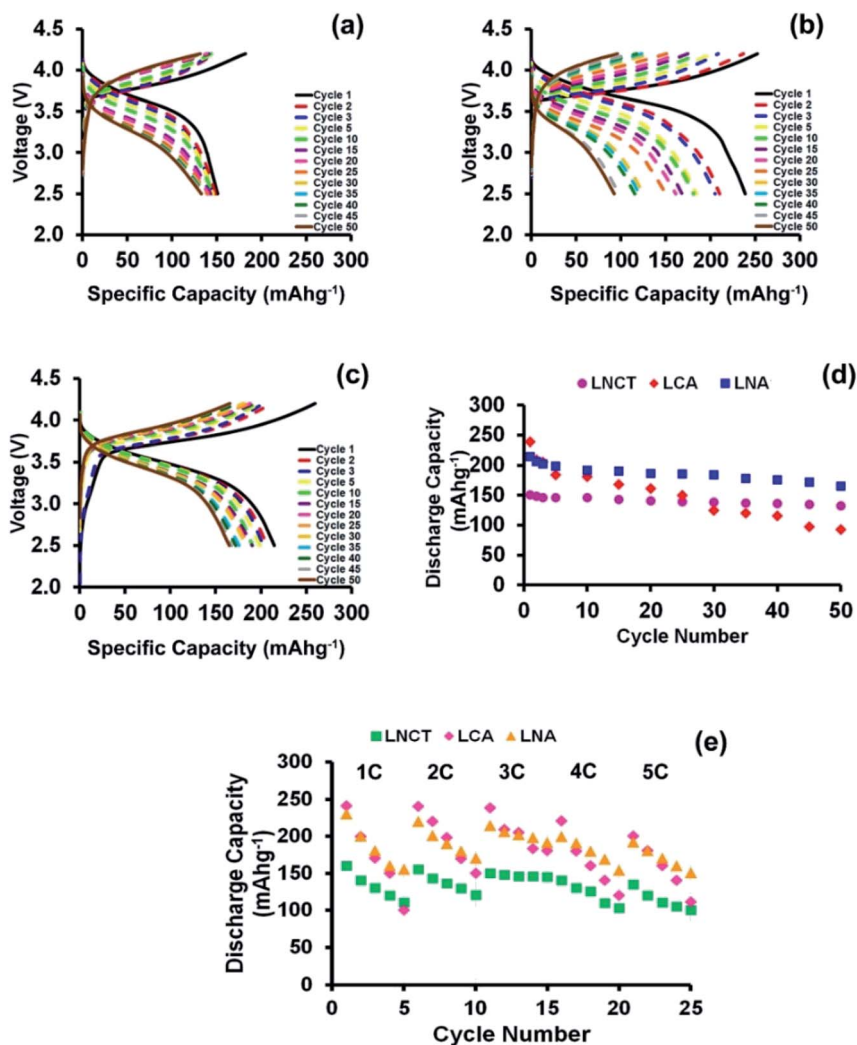 (a)
4.5
4.0
3.5
3.0
2.5
2.0
Voltage (V)
Cycle 1
Cycle 2
Cycle 3
Cycle 5
Cycle 10
Cycle 15
Cycle 20
Cycle 25
Cycle 30
Cycle 35
Cycle 40
Cycle 45
Cycle 50
0 50 100 150 200 250 300
Specific Capacity (mAhg⁻¹)
(b)
4.5
4.0
3.5
3.0
2.5
2.0
Voltage (V)
Cycle 1
Cycle 2
Cycle 3
Cycle 5
Cycle 10
Cycle 15
Cycle 20
Cycle 25
Cycle 30
Cycle 35
Cycle 40
Cycle 45
Cycle 50
0 50 100 150 200 250 300
Specific Capacity (mAhg⁻¹)
(c)
4.5
4.0
3.5
3.0
2.5
2.0
Voltage (V)
Cycle 1
Cycle 2
Cycle 3
Cycle 5
Cycle 10
Cycle 15
Cycle 20
Cycle 25
Cycle 30
Cycle 35
Cycle 40
Cycle 45
Cycle 50
0 50 100 150 200 250 300
Specific Capacity (mAhg⁻¹)
(d)
LNCT LCA LNA
300
250
200
150
100
50
0
Discharge Capacity
(mAhg⁻¹)
0 10 20 30 40 50
Cycle Number
(e)
LNCT LCA LNA
1C 2C 3C 4C 5C
300
250
200
150
100
50
0
Discharge Capacity
(mAhg⁻¹)
0 5 10 15 20 25
Cycle Number